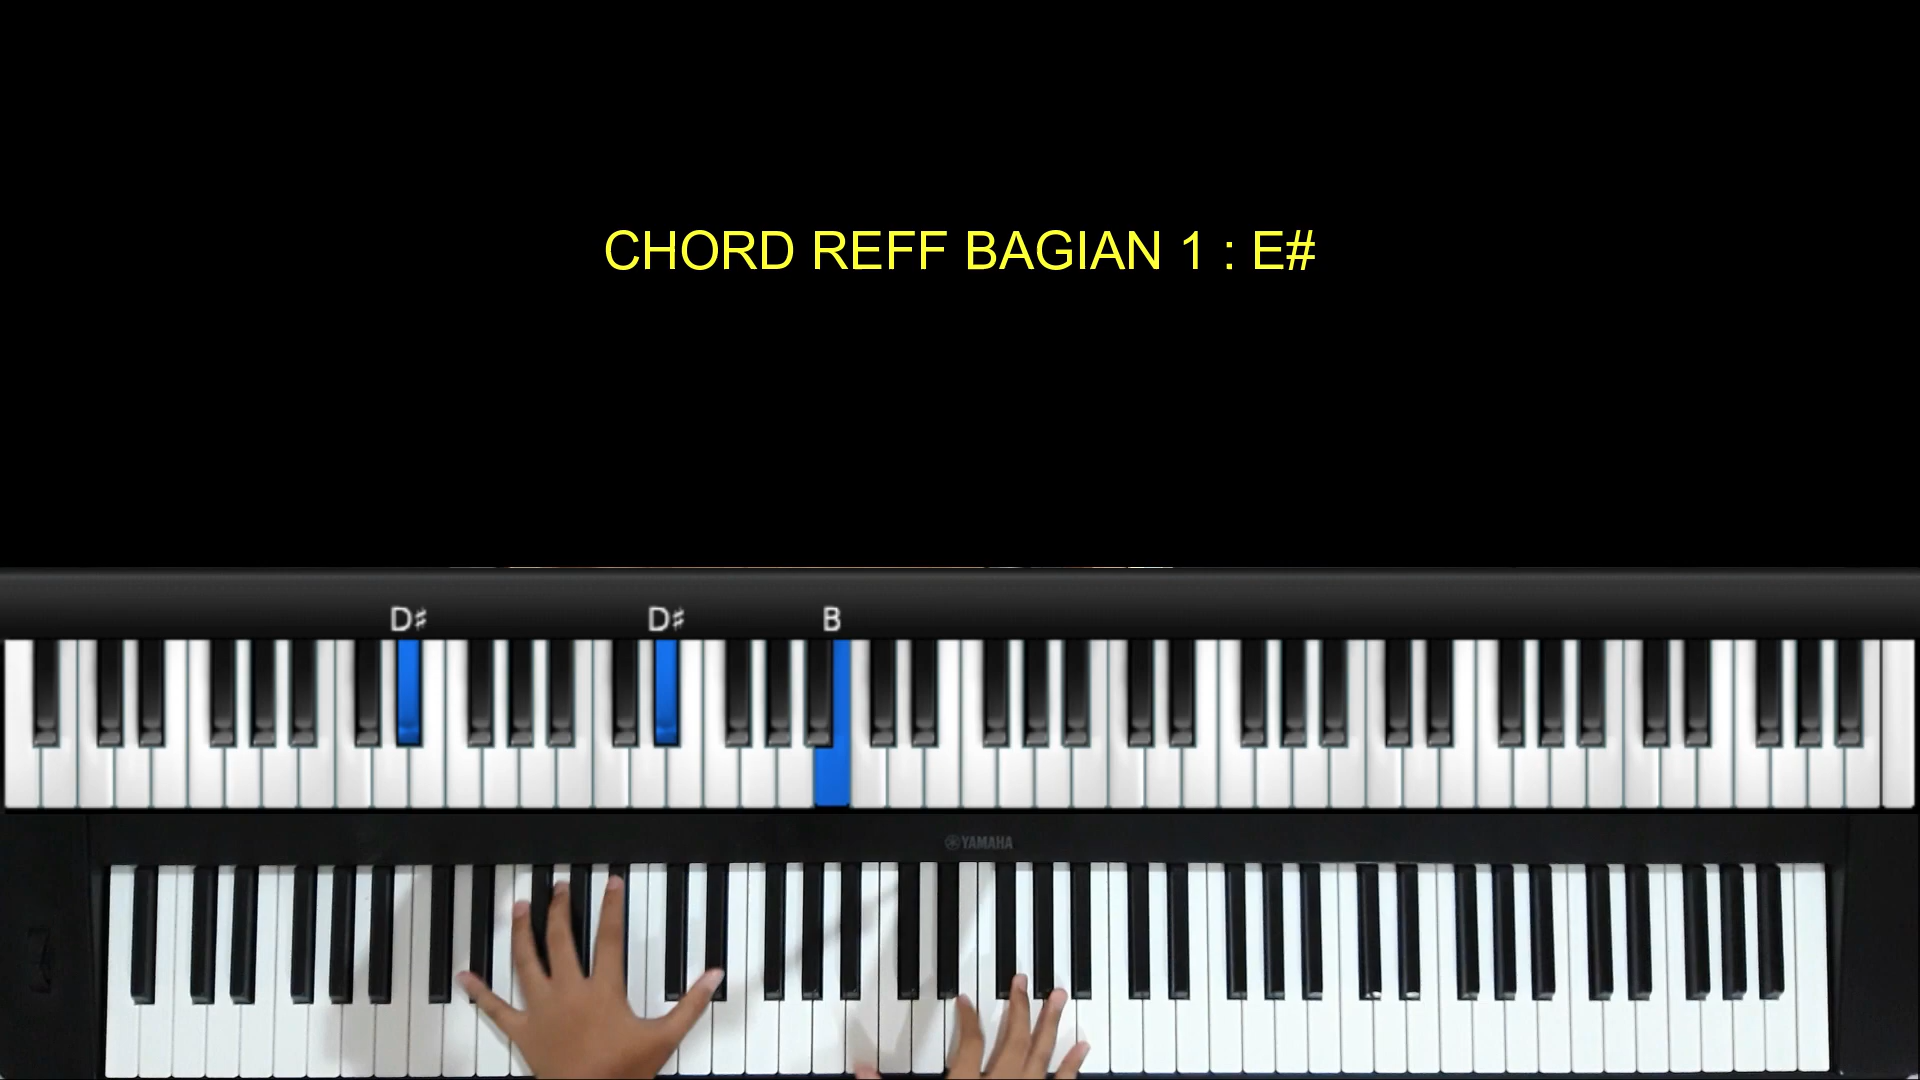 CHORD REFF BAGIAN 1 : E#
D♯ D♯ B
YAMAHA